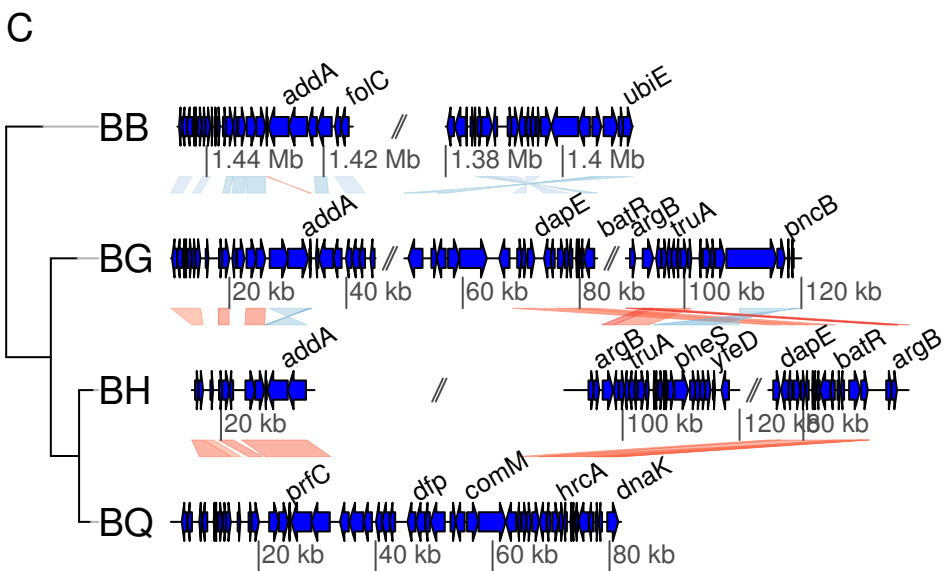 C
addA folC ubiE
BB
1.44 Mb 1.42 Mb 1.38 Mb 1.4 Mb
addA dapE batR argB truA pncB
BG
20 kb 40 kb 60 kb 80 kb 100 kb 120 kb
addA argB truA pheS yfeD dapE batR argB
BH
20 kb 100 kb 120 kb 80 kb
prfC dfp comM hrcA dnaK
BQ
20 kb 40 kb 60 kb 80 kb